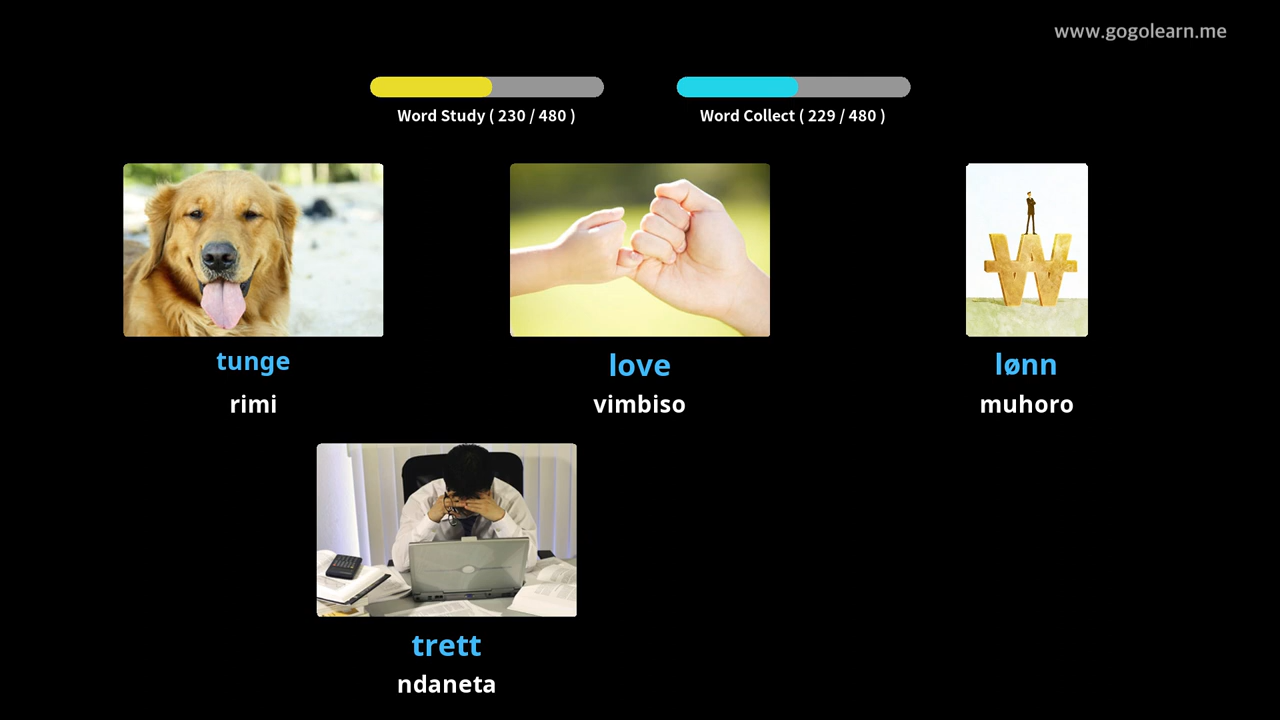 www.gogolearn.me
Word Study ( 230 / 480 )
Word Collect ( 229 / 480 )
tunge
rimi
love
vimbiso
lønn
muhoro
trett
ndaneta